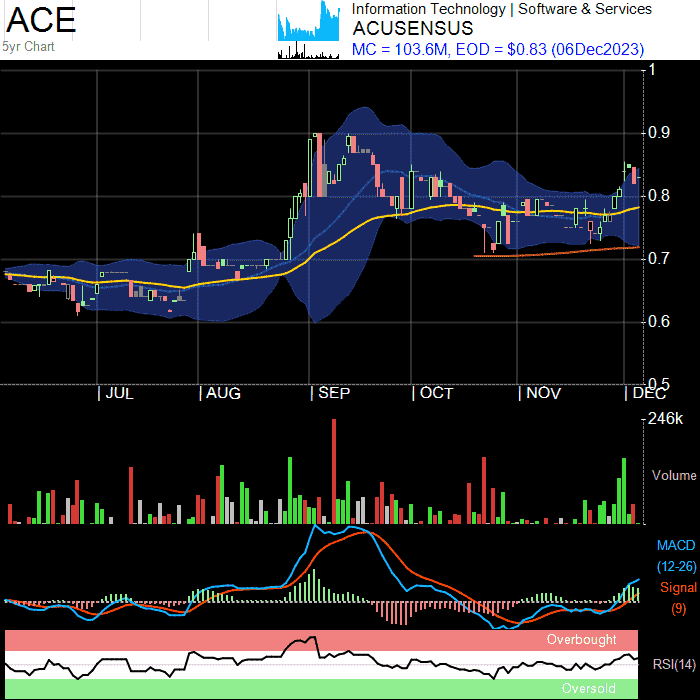 ACE
5yr Chart
Information Technology | Software & Services
ACUSENSUS
MC = 103.6M, EOD = $0.83 (06Dec2023)
1
0.9
0.8
0.7
0.6
0.5
| JUL | AUG | SEP | OCT | NOV | DEC
246k
Volume
MACD
(12-26)
Signal
(9)
Overbought
RSI(14)
Oversold